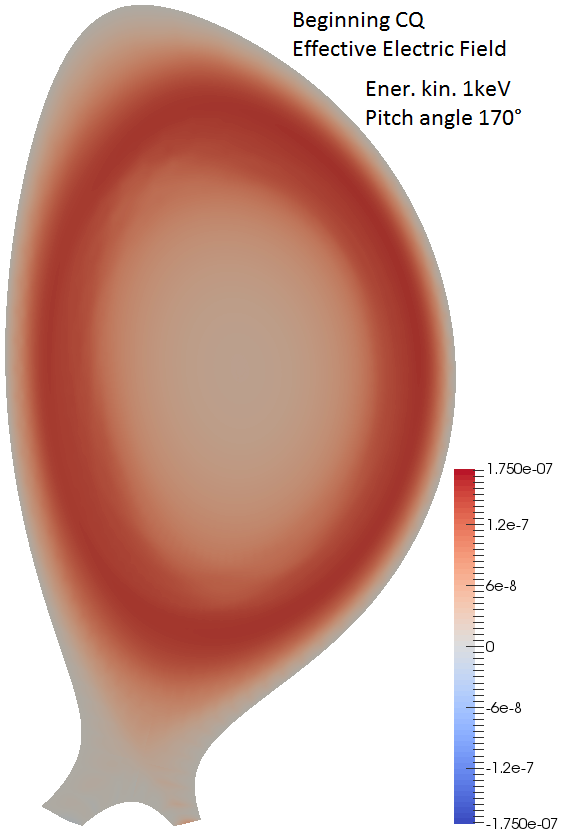 Beginning CQ
Effective Electric Field
Ener. kin. 1keV
Pitch angle 170°
1.750e-07
1.2e-7
6e-8
0
-6e-8
-1.2e-7
-1.750e-07